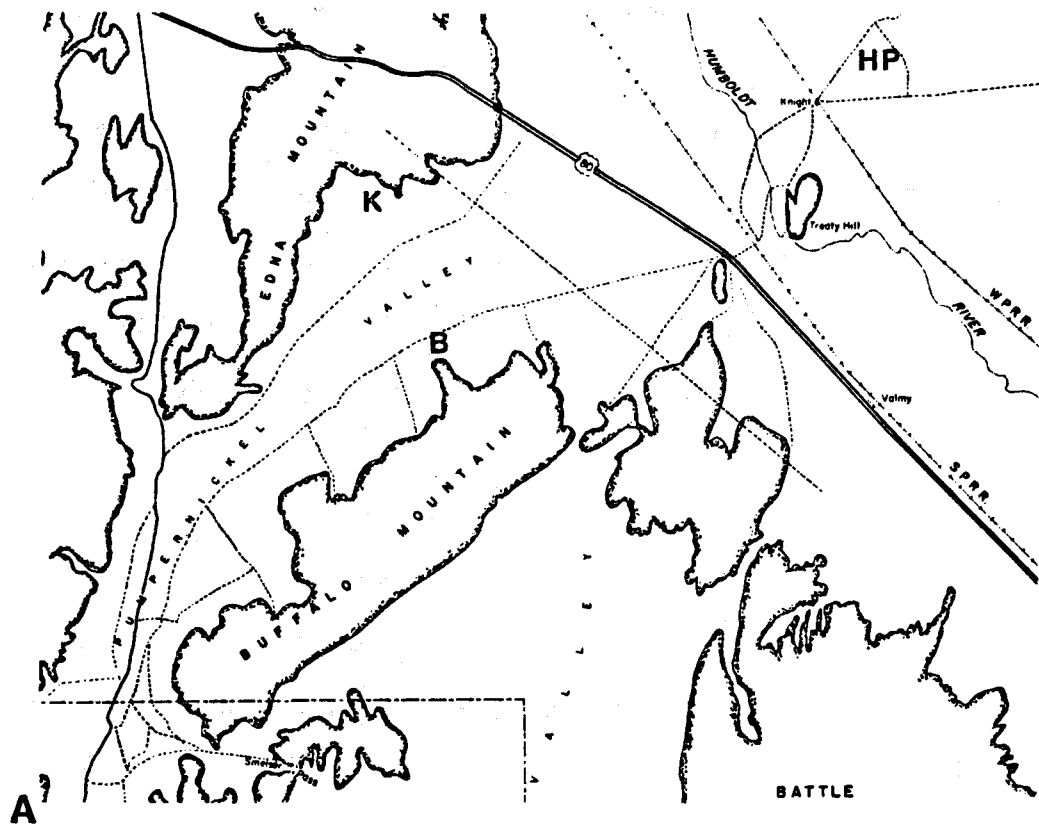 HUMBOLDT
HP
Knight
MOUNTAIN
80
K
Treaty Hill
EDNA
VALLEY
WPRR
RIVER
B
Valmy
PUMPERNICKEL
MOUNTAIN
SPRR
BUFFALO
VALLEY
BATTLE
A